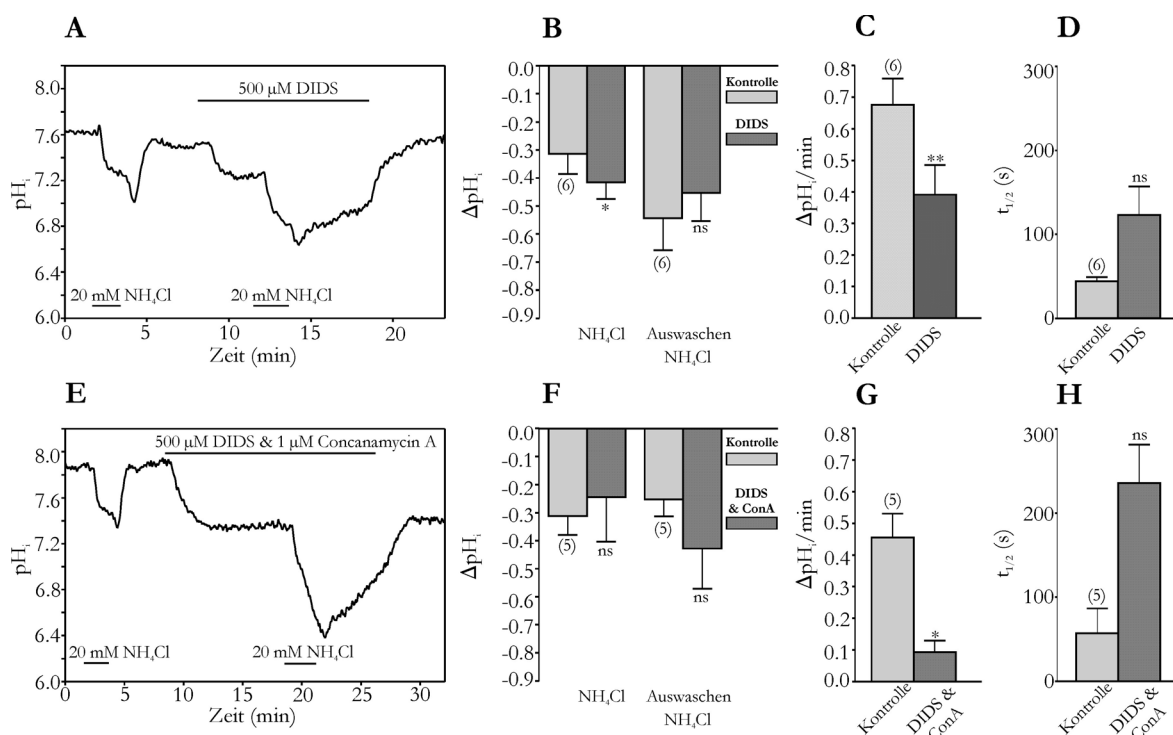 A
B
C
D
8.2
7.6
7.2
6.4
6.0
pHi
500 µM DIDS
20 mM NH4Cl
20 mM NH4Cl
0
5
10
15
20
Zeit (min)
0.0
-0.1
-0.2
-0.3
-0.4
-0.5
-0.6
-0.7
-0.8
-0.9
ΔpHi
Kontrolle
DIDS
(6)
*
(6)
ns
NH4Cl
Auswaschen
NH4Cl
0.8
0.7
0.6
0.5
0.4
0.3
0.2
0.1
0.0
ΔpHi/min
(6)
**
Kontrolle
DIDS
300
200
100
0
t1/2 (s)
(6)
ns
Kontrolle
DIDS
E
F
G
H
8.0
7.6
7.2
6.4
6.0
pHi
500 µM DIDS & 1 µM Concanamycin A
20 mM NH4Cl
20 mM NH4Cl
0
5
10
15
20
25
30
Zeit (min)
0.0
-0.1
-0.2
-0.3
-0.4
-0.5
-0.6
-0.7
-0.8
-0.9
ΔpHi
Kontrolle
DIDS
& ConA
(5)
ns
(5)
ns
NH4Cl
Auswaschen
NH4Cl
0.8
0.7
0.6
0.5
0.4
0.3
0.2
0.1
0.0
ΔpHi/min
(5)
*
Kontrolle
DIDS &
ConA
300
200
100
0
t1/2 (s)
(5)
ns
Kontrolle
DIDS &
ConA